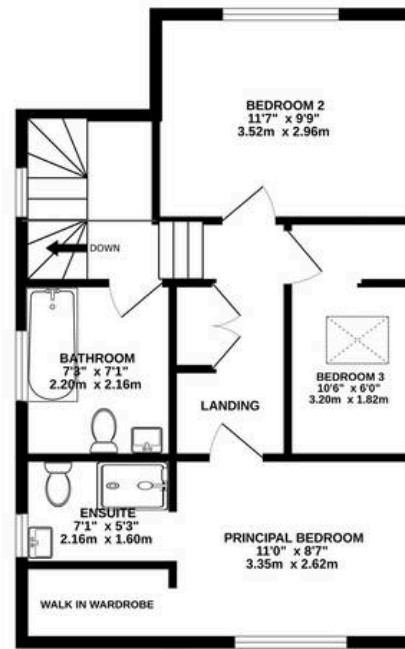 BEDROOM 2
11'7" x 9'9"
3.52m x 2.96m
DOWN
BATHROOM
7'3" x 7'1"
2.20m x 2.16m
BEDROOM 3
10'6" x 6'0"
3.20m x 1.82m
LANDING
ENSUITE
7'1" x 5'3"
2.16m x 1.60m
PRINCIPAL BEDROOM
11'0" x 8'7"
3.35m x 2.62m
WALK IN WARDROBE